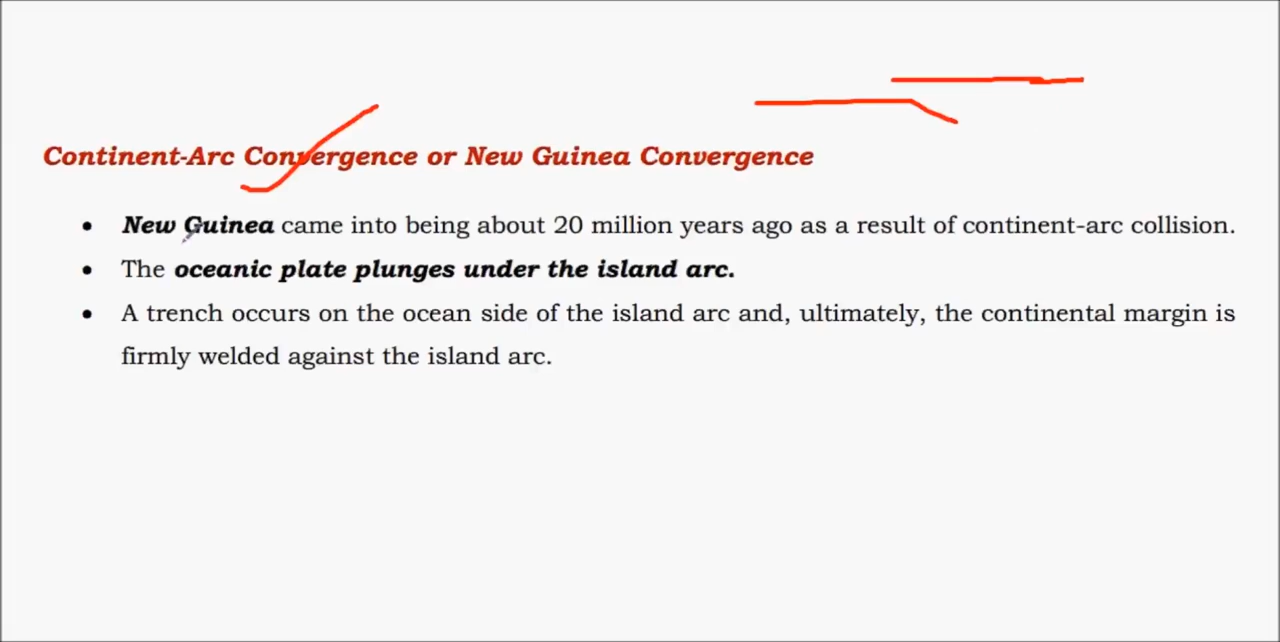 Continent-Arc Convergence or New Guinea Convergence
• New Guinea came into being about 20 million years ago as a result of continent-arc collision.
• The oceanic plate plunges under the island arc.
• A trench occurs on the ocean side of the island arc and, ultimately, the continental margin is
firmly welded against the island arc.